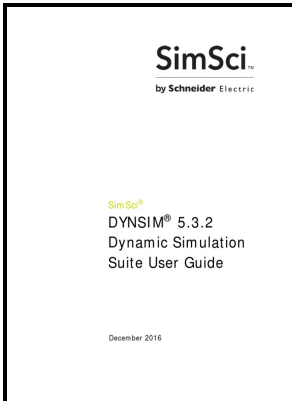 SimSci™
by Schneider Electric
SimSci®
DYNSIM® 5.3.2
Dynamic Simulation
Suite User Guide
December 2016